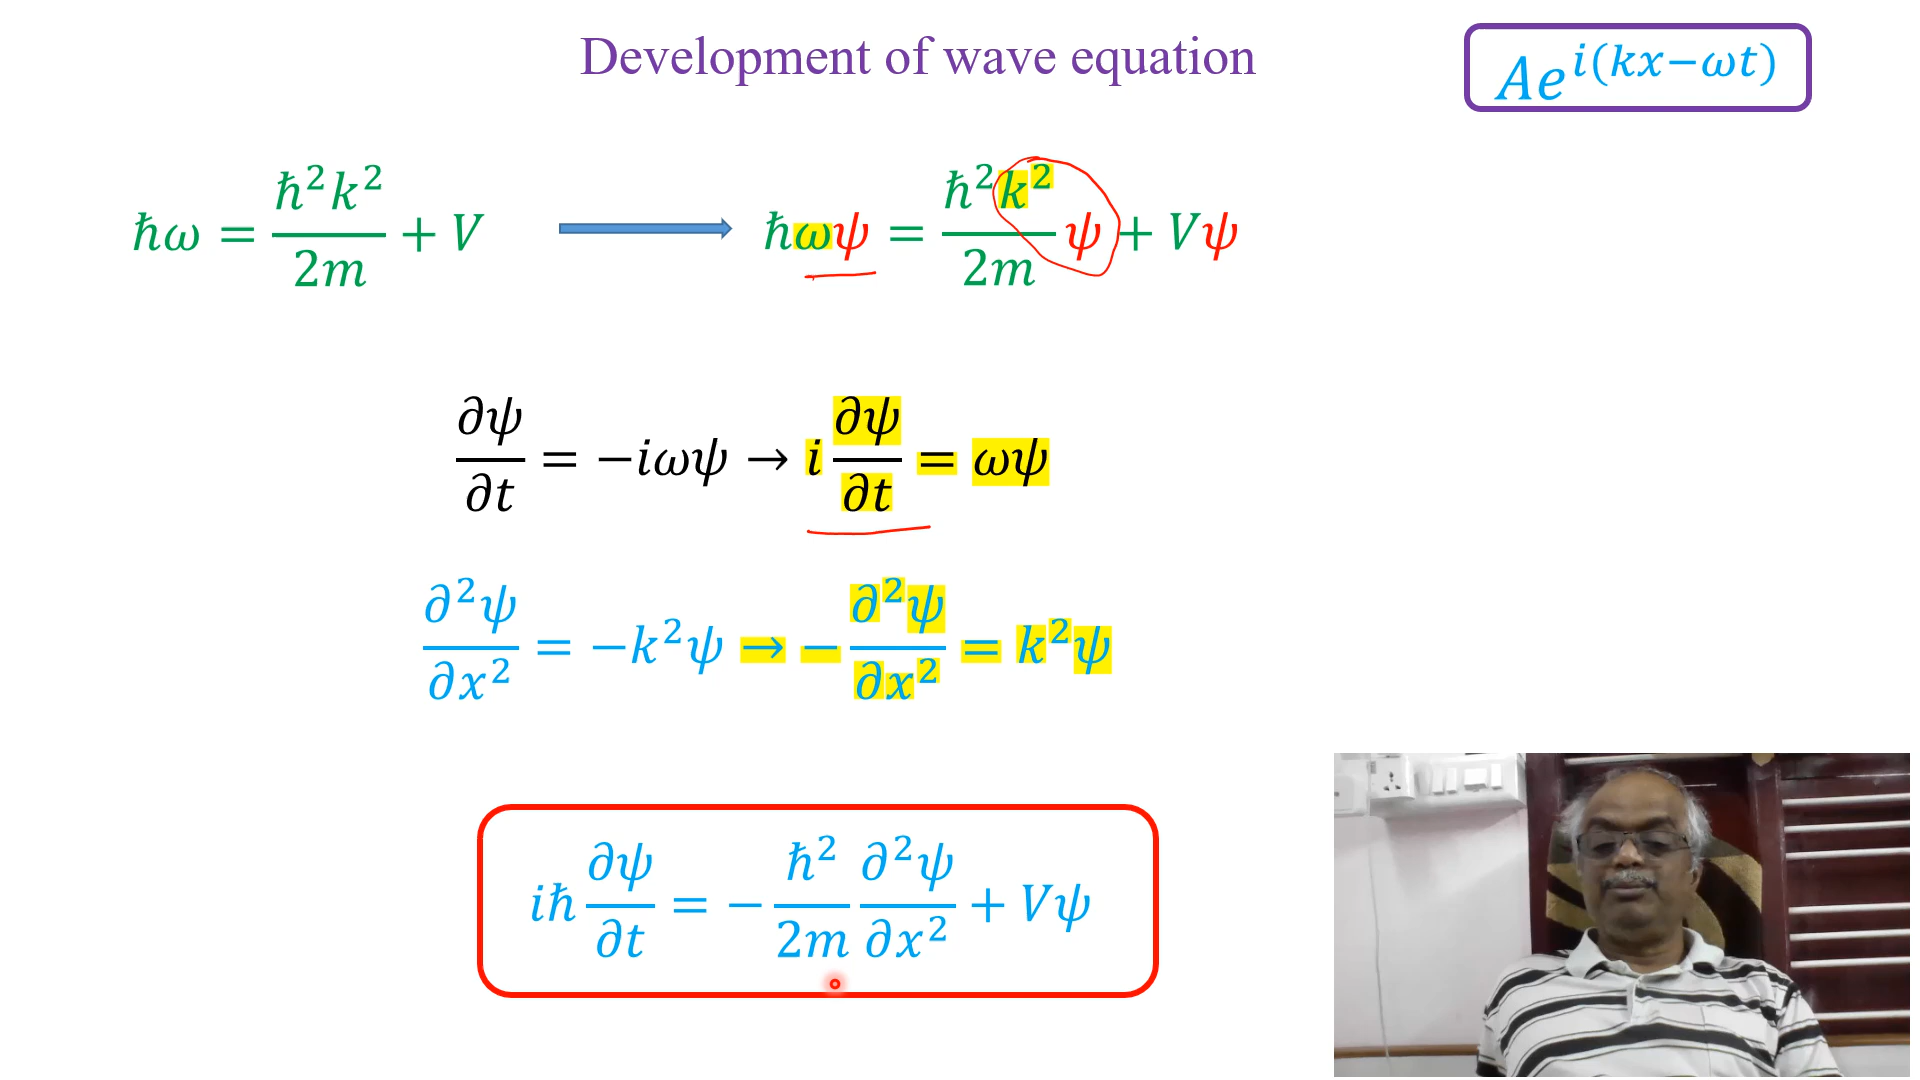 Development of wave equation
Ae^{i(kx−ωt)}
ħω = ħ²k²/2m + V → ħωψ = ħ²k²/2m ψ + Vψ
∂ψ/∂t = −iωψ → i ∂ψ/∂t = ωψ
∂²ψ/∂x² = −k²ψ → − ∂²ψ/∂x² = k²ψ
iħ ∂ψ/∂t = − ħ²/2m ∂²ψ/∂x² + Vψ